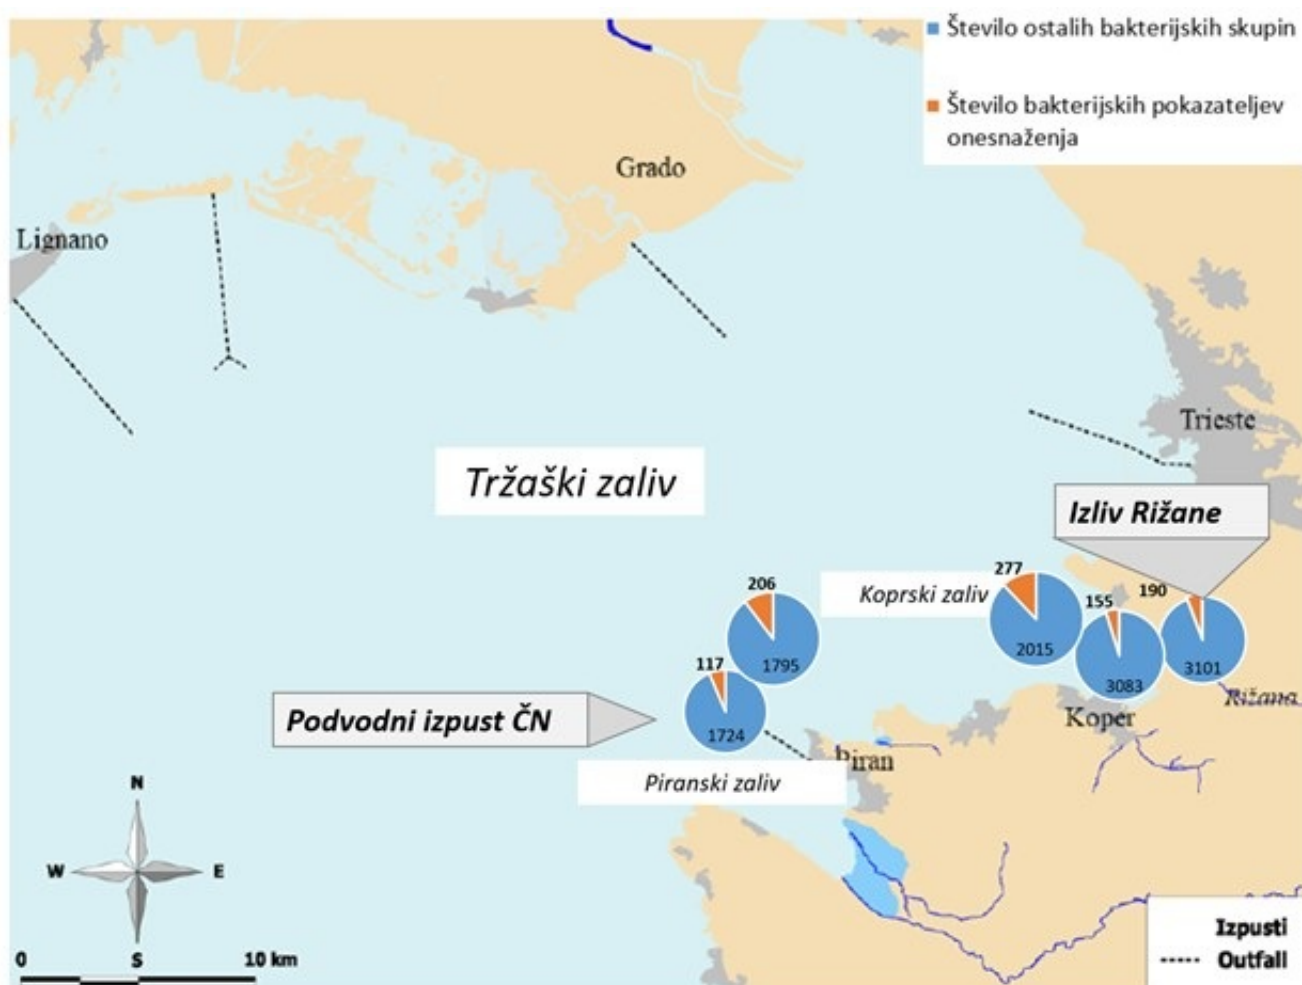 Število ostalih bakterijskih skupin
Število bakterijskih pokazateljev
onesnaženja
Grado
Lignano
Trieste
Tržaški zaliv
Izliv Rižane
277
Koprski zaliv
206
155
190
1795
2015
3101
3083
117
Rižana
Koper
Podvodni izpust ČN
1724
Piran
Piranski zaliv
N
W
E
S
0
10 km
Izpusti
Outfall